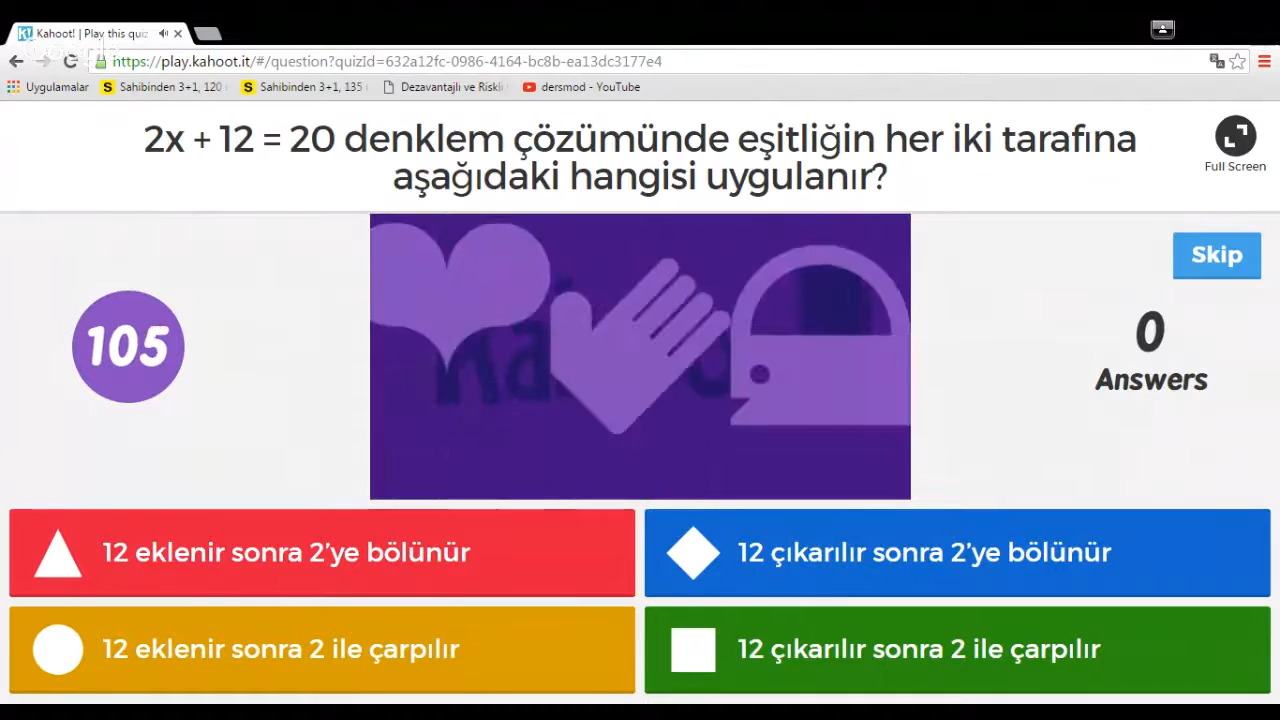 Kahoot! | Play this quiz
https://play.kahoot.it/#/question?quizId=632a12fc-0986-4104-bc8b-ea13dc3177e4
Uygulamalar
S Sahibinden 3+1, 120
S Sahibinden 3+1, 135
Dezavantajlı ve Riskli
dersmod - YouTube
2x + 12 = 20 denklem çözümünde eşitliğin her iki tarafına
aşağıdaki hangisi uygulanır?
Full Screen
Skip
105
0
Answers
12 eklenir sonra 2’ye bölünür
12 çıkarılır sonra 2’ye bölünür
12 eklenir sonra 2 ile çarpılır
12 çıkarılır sonra 2 ile çarpılır